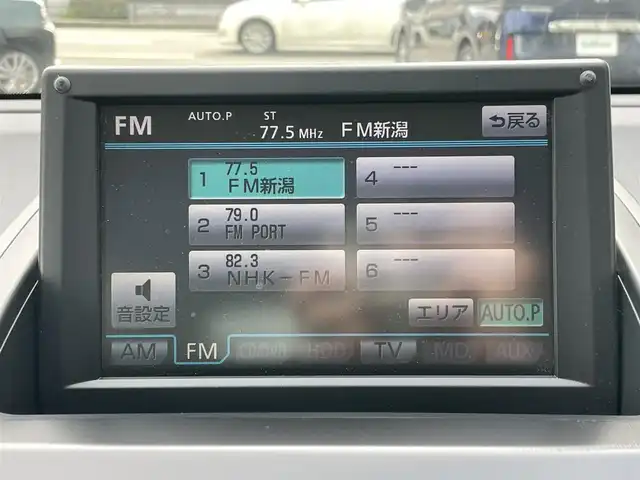 FM AUTO.P ST 77.5 MHz FM新潟 戻る
1 77.5 FM新潟
2 79.0 FM PORT
3 82.3 NHK-FM
4 ---
5 ---
6 ---
音設定 エリア AUTO.P
AM FM TV MD AUX